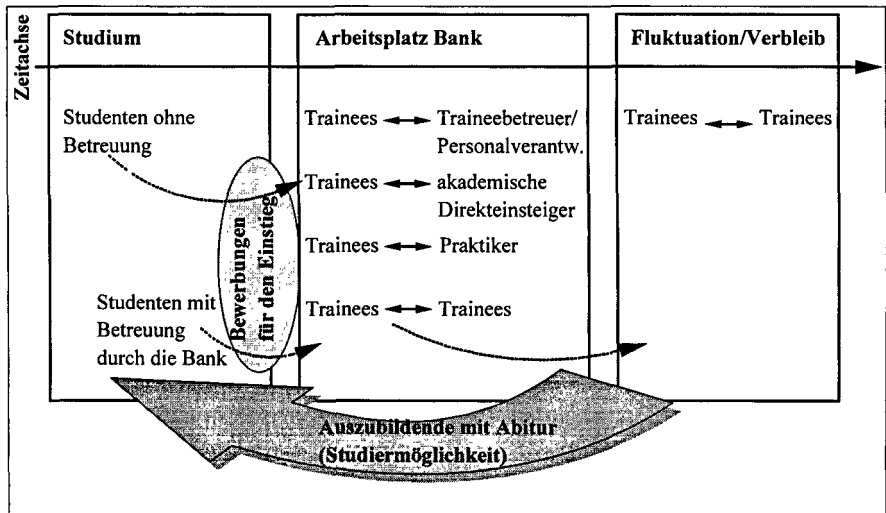 Zeitachse
Studium
Studenten ohne
Betreuung
Studenten mit
Betreuung
durch die Bank
Bewerbungen
für den Einstieg
Arbeitsplatz Bank
Trainees
Traineebetreuer/
Personalverantw.
Trainees
akademische
Direkteinsteiger
Trainees
Praktiker
Trainees
Trainees
Fluktuation/Verbleib
Trainees
Trainees
Auszubildende mit Abitur
(Studiermöglichkeit)